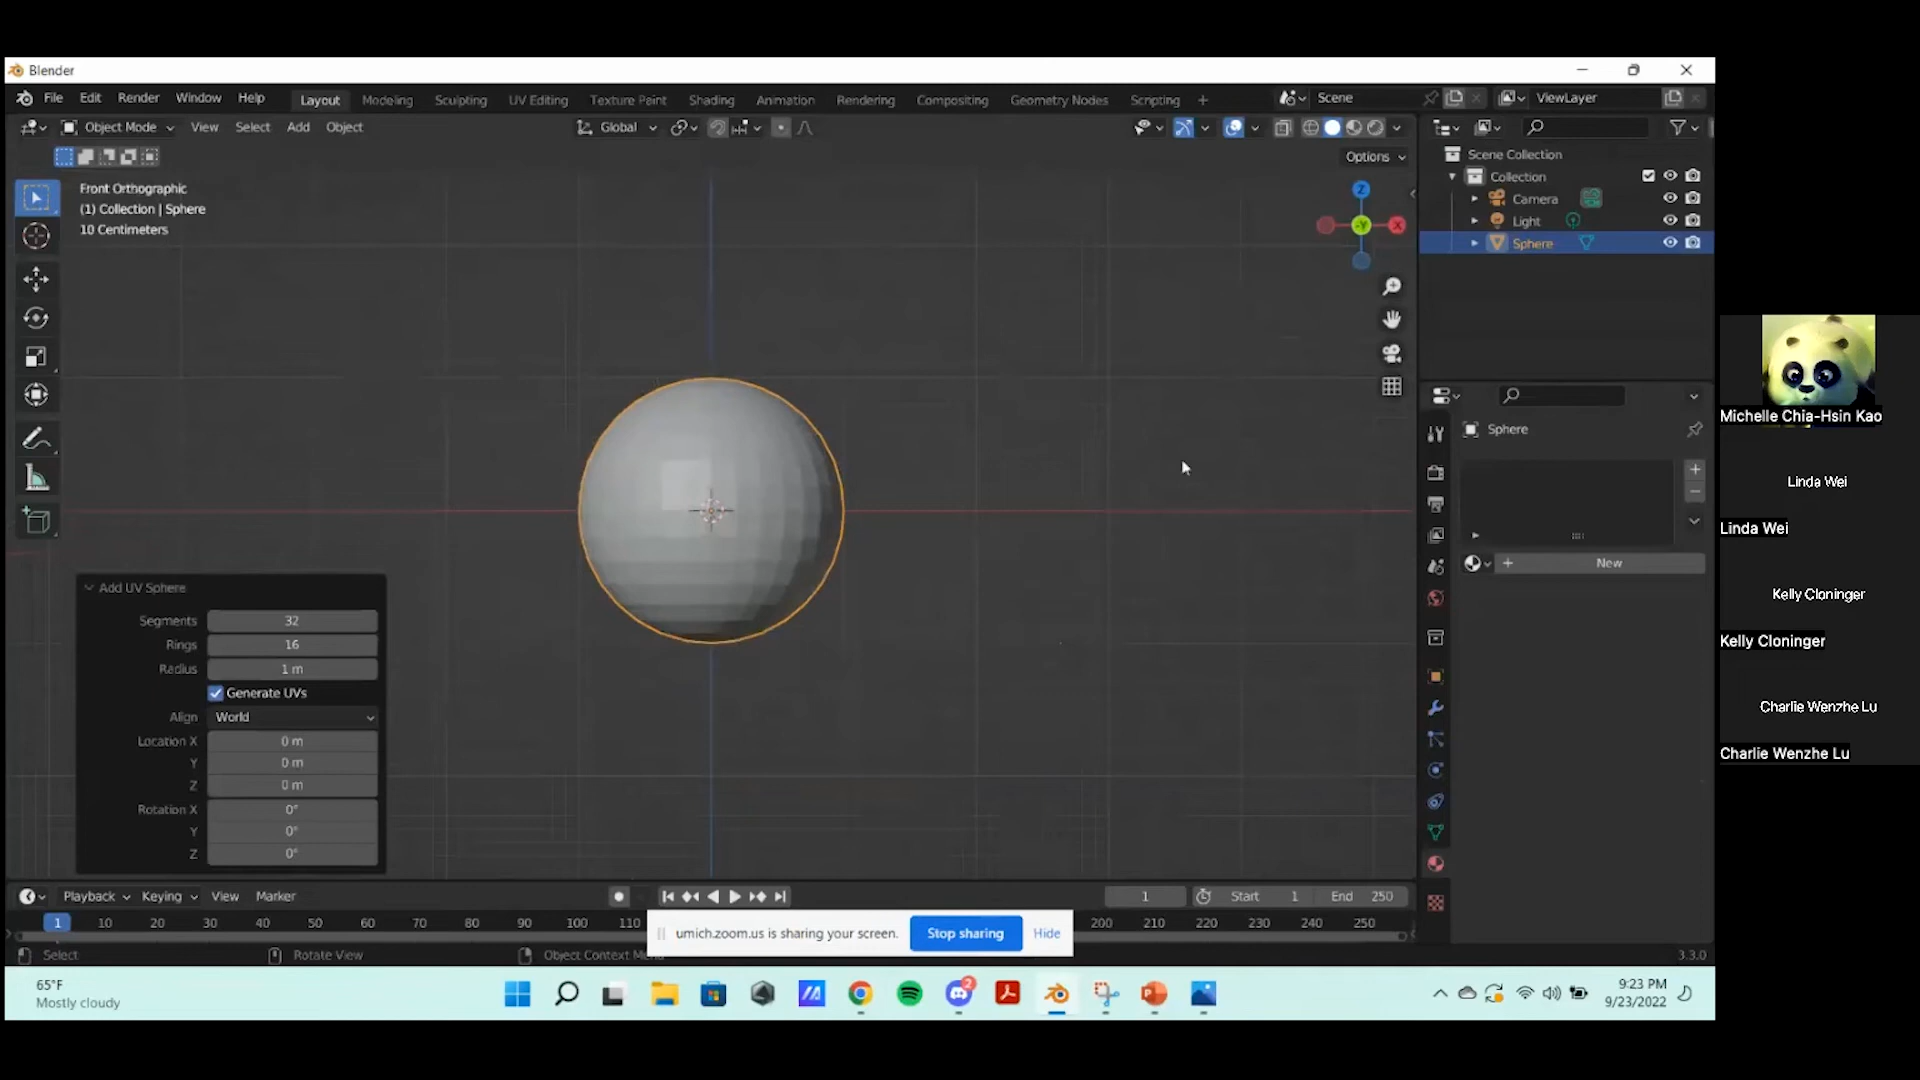 Blender
File Edit Render Window Help Layout Modeling Sculpting UV Editing Texture Paint Shading Animation Rendering Compositing Geometry Nodes Scripting + Scene ViewLayer
Object Mode View Select Add Object Global
Options
Front Orthographic
(1) Collection | Sphere
10 Centimeters
Z
-Y
X
Scene Collection
Collection
Camera
Light
Sphere
Sphere
New
Add UV Sphere
Segments 32
Rings 16
Radius 1 m
Generate UVs
Align World
Location X 0 m
Y 0 m
Z 0 m
Rotation X 0°
Y 0°
Z 0°
Playback Keying View Marker 1 Start 1 End 250
1 10 20 30 40 50 60 70 80 90 100 110 200 210 220 230 240 250
umich.zoom.us is sharing your screen. Stop sharing Hide
Select Rotate View Object Context 3.3.0
65°F
Mostly cloudy
2
9:23 PM
9/23/2022
Michelle Chia-Hsin Kao
Linda Wei
Linda Wei
Kelly Cloninger
Kelly Cloninger
Charlie Wenzhe Lu
Charlie Wenzhe Lu